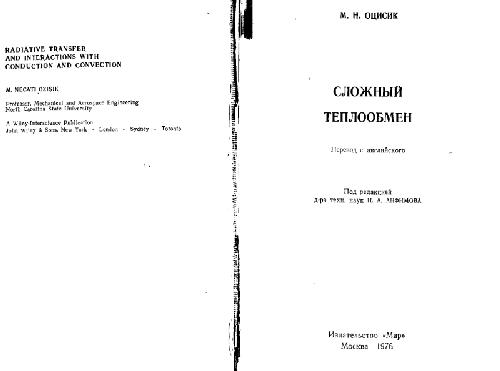 RADIATIVE TRANSFER
AND INTERACTIONS WITH
CONDUCTION AND CONVECTION
M. NECATI OZISIK
Professor, Mechanical and Aerospace Engineering
North Carolina State University
A Wiley-Interscience Publication
John Wiley & Sons, New York - London - Sydney - Toronto
М. Н. ОЦИСИК
СЛОЖНЫЙ
ТЕПЛООБМЕН
Перевод с английского
Под редакцией
д-ра техн. наук Н. А. АНФИМОВА
Издательство «Мир»
Москва 1976